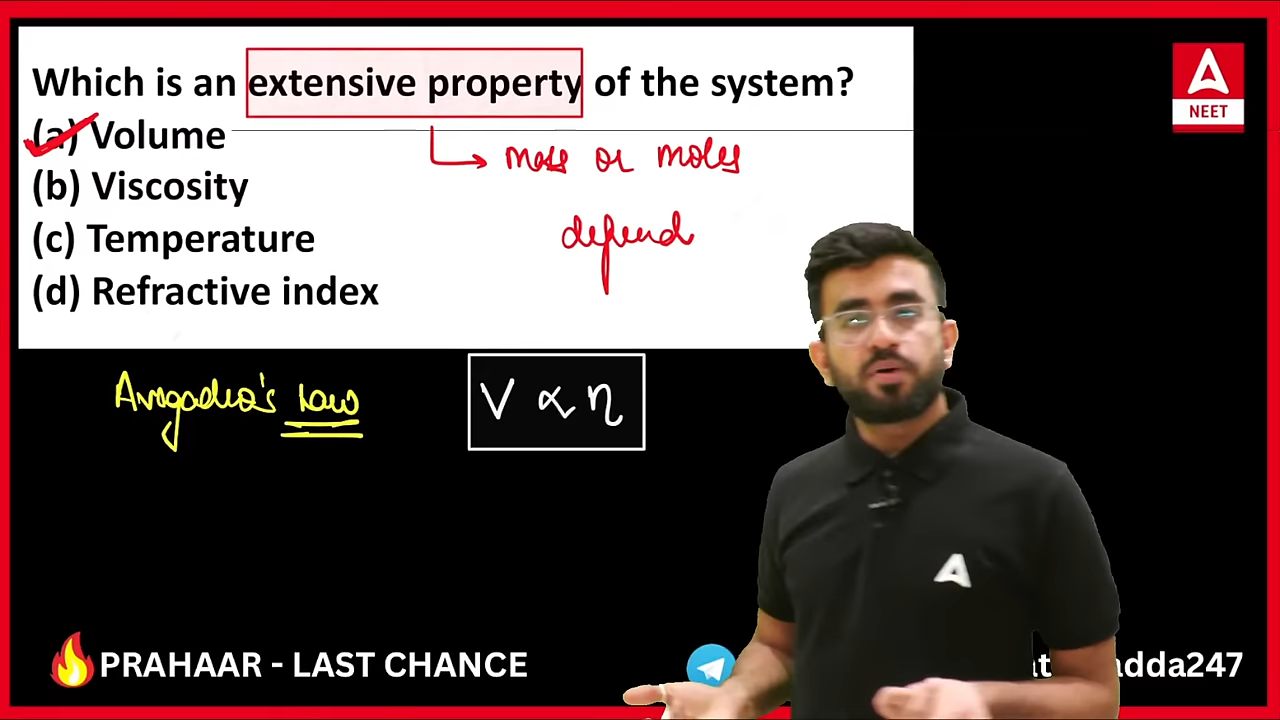 Which is an extensive property of the system?
(a) Volume
(b) Viscosity
(c) Temperature
(d) Refractive index
mass or moles
depend
Avogadro's law
V ∝ n
NEET
PRAHAAR - LAST CHANCE
adda247